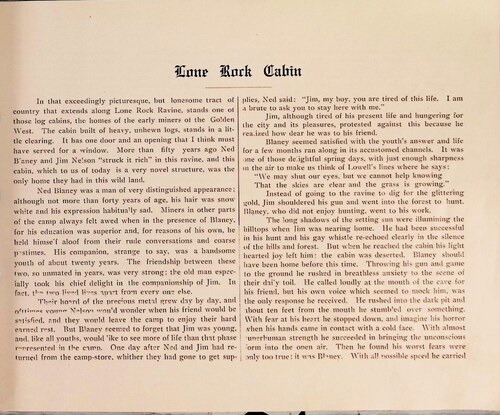 Lone Rock Cabin
In that exceedingly picturesque, but lonesome tract of
country that extends along Lone Rock Ravine, stands one of
those log cabins, the homes of the early miners of the Golden
West. The cabin built of heavy, unhewn logs, stands in a lit-
tle clearing. It has one door and an opening that I think must
have served for a window. More than fifty years ago Ned
Blaney and Jim Nelson "struck it rich" in this ravine, and this
cabin, which to us of today is a very novel structure, was the
only home they had in this wild land.
Ned Blaney was a man of very distinguished appearance;
although not more than forty years of age, his hair was snow
white and his expression habitually sad. Miners in other parts
of the camp always felt awed when in the presence of Blaney,
for his education was superior and, for reasons of his own, he
held himself aloof from their rude conversations and coarse
pastimes. His companion, strange to say, was a handsome
youth of about twenty years. The friendship between these
two, so unmated in years, was very strong; the old man espec-
ially took his chief delight in the companionship of Jim. In
fact, the two lived lives apart from every one else.
Their hoard of the precious metal grew day by day, and
ofttimes young Nelson would wonder when his friend would be
satisfied, and they would leave the camp to enjoy their hard
earned rest. But Blaney seemed to forget that Jim was young,
and, like all youths, would like to see more of life than that phase
represented in the camp. One day after Ned and Jim had re-
turned from the camp-store, whither they had gone to get sup-
plies, Ned said: "Jim, my boy, you are tired of this life. I am
a brute to ask you to stay here with me."
Jim, although tired of his present life and hungering for
the city and its pleasures, protested against this because he
realized how dear he was to his friend.
Blaney seemed satisfied with the youth's answer and life
for a few months ran along in its accustomed channels. It was
one of those delightful spring days, with just enough sharpness
in the air to make us think of Lowell's lines where he says:
"We may shut our eyes, but we cannot help knowing
That the skies are clear and the grass is growing."
Instead of going to the ravine to dig for the glittering
gold, Jim shouldered his gun and went into the forest to hunt.
Blaney, who did not enjoy hunting, went to his work.
The long shadows of the setting sun were illumining the
hilltops when Jim was nearing home. He had been successful
in his hunt and his gay whistle re-echoed clearly in the silence
of the hills and forest. But when he reached the cabin his light
hearted joy left him; the cabin was deserted. Blaney should
have been home before this time. Throwing his gun and game
to the ground he rushed in breathless anxiety to the scene of
their daily toil. He called loudly at the mouth of the cave for
his friend, but his own voice which seemed to mock him, was
the only response he received. He rushed into the dark pit and
about ten feet from the mouth he stumbled over something.
With fear at his heart he stopped down, and imagine his horror
when his hands came in contact with a cold face. With almost
superhuman strength he succeeded in bringing the unconscious
form into the open air. Then he found his worst fears were
only too true; it was Blaney. With all possible speed he carried